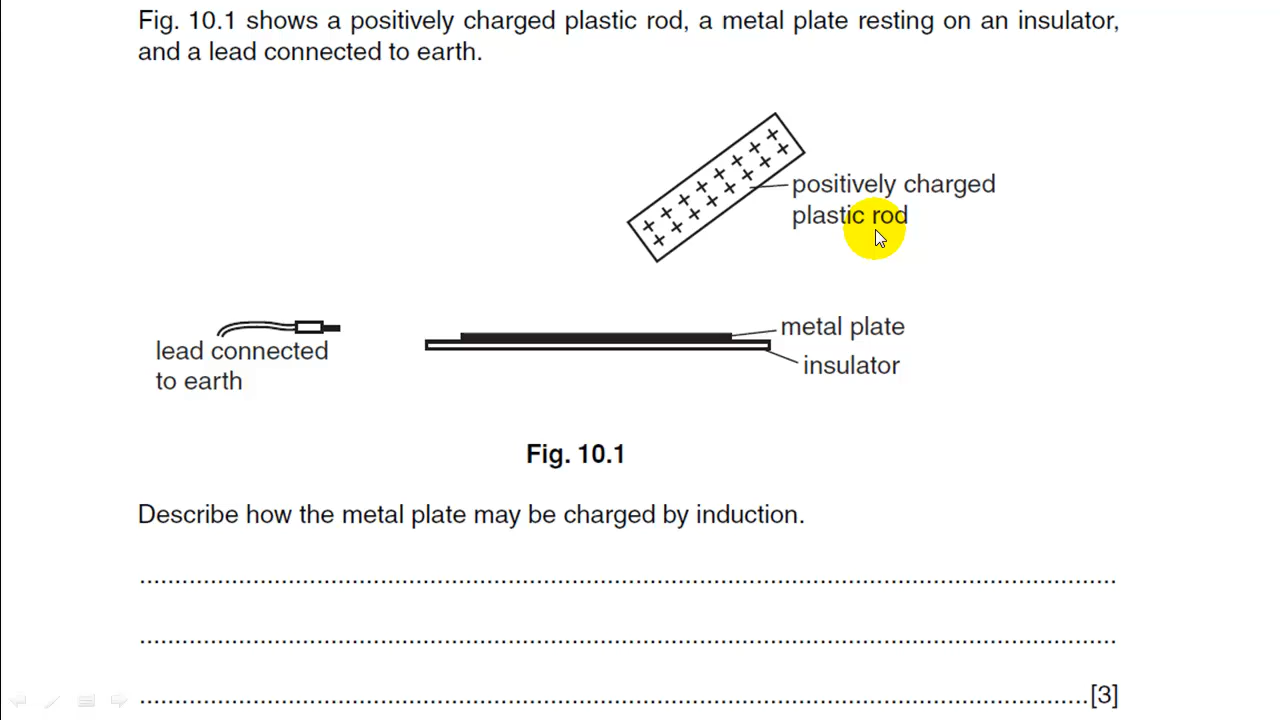 Fig. 10.1 shows a positively charged plastic rod, a metal plate resting on an insulator,
and a lead connected to earth.
positively charged
plastic rod
metal plate
insulator
lead connected
to earth
Fig. 10.1
Describe how the metal plate may be charged by induction.
..........................................................................................................................................
..........................................................................................................................................
......................................................................................................................................[3]